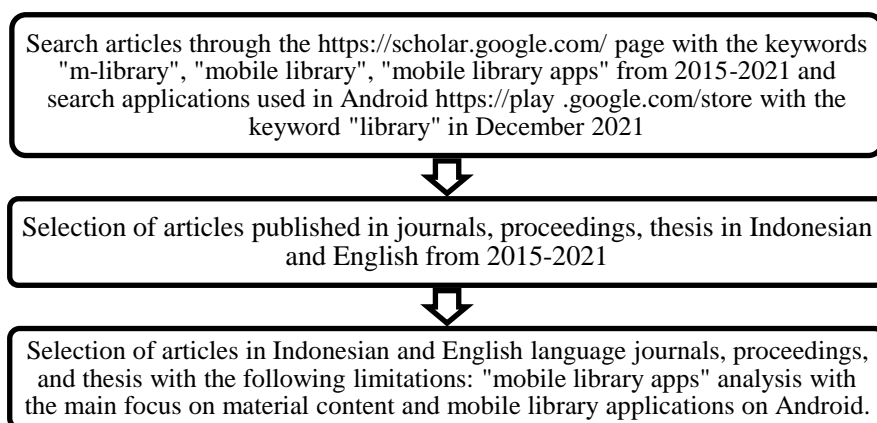 Search articles through the https://scholar.google.com/ page with the keywords
"m-library", "mobile library", "mobile library apps" from 2015-2021 and
search applications used in Android https://play .google.com/store with the
keyword "library" in December 2021
Selection of articles published in journals, proceedings, thesis in Indonesian
and English from 2015-2021
Selection of articles in Indonesian and English language journals, proceedings,
and thesis with the following limitations: "mobile library apps" analysis with
the main focus on material content and mobile library applications on Android.